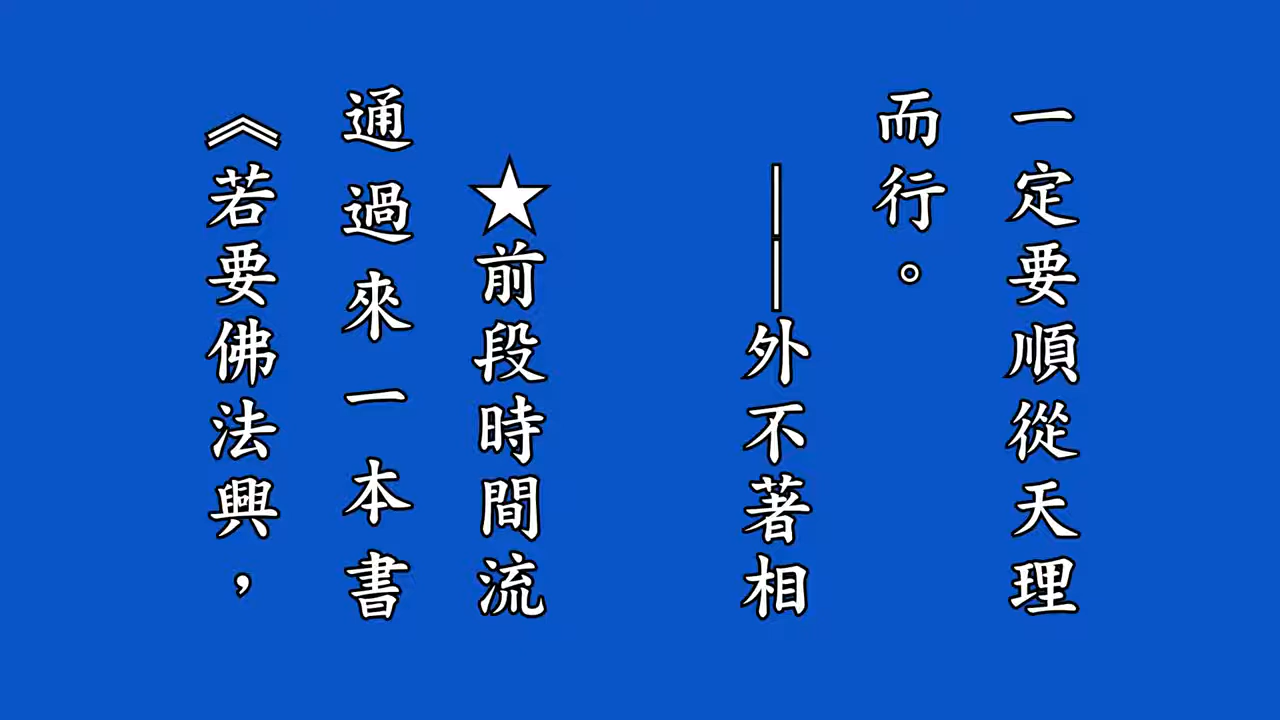 一定要順從天理
而行。
——外不著相
★前段時間流
通過來一本書
《若要佛法興，